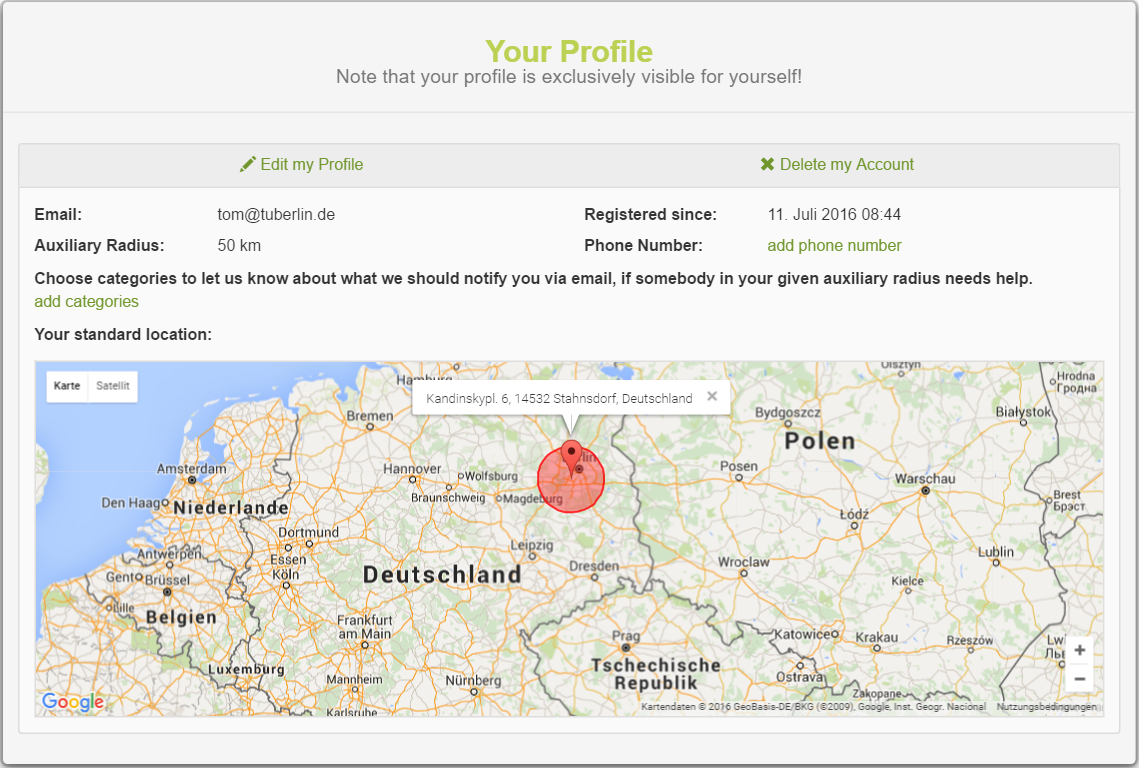 Your Profile
Note that your profile is exclusively visible for yourself!
Edit my Profile
Delete my Account
Email: tom@tuberlin.de Registered since: 11. Juli 2016 08:44
Auxiliary Radius: 50 km Phone Number: add phone number
Choose categories to let us know about what we should notify you via email, if somebody in your given auxiliary radius needs help.
add categories
Your standard location:
Karte Satellit
Kandinskypl. 6, 14532 Stahnsdorf, Deutschland
Hamburg
Olsztyn
Hrodna
Гродна
Bremen
Bydgoszcz
Białystok
Polen
Amsterdam
Hannover
Wolfsburg
Berlin
Posen
Warschau
Den Haag
Niederlande
Braunschweig
Magdeburg
Brest
Брэст
Łódź
Dortmund
Essen
Leipzig
Antwerpen
Lublin
Wroclaw
Dresden
Köln
Deutschland
Gent
Brüssel
Kielce
Lille
Belgien
Frankfurt
am Main
Prag
Katowice
Krakau
Rzeszów
Tschechische
Republik
Luxemburg
Ostrava
Mannheim
Nürnberg
Zakopane
Karlsruhe
Google
Kartendaten © 2016 GeoBasis-DE/BKG (©2009), Google, Inst. Geogr. Nacional Nutzungsbedingungen